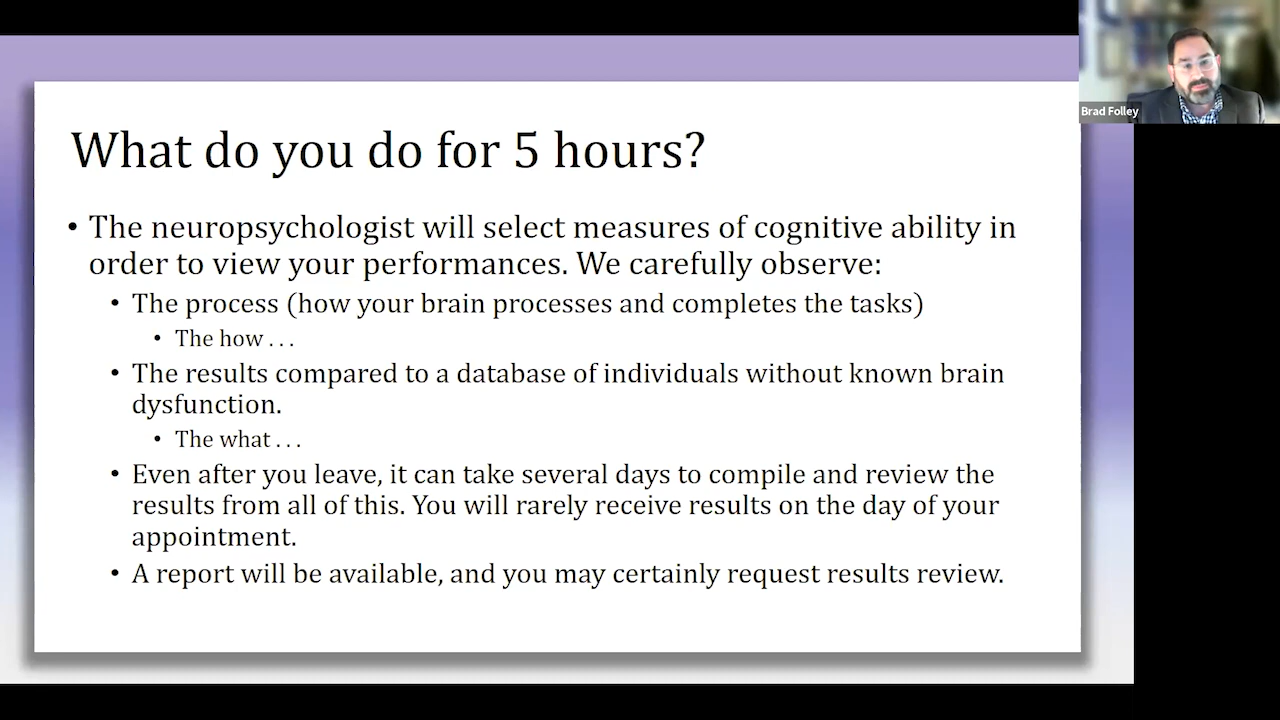 What do you do for 5 hours?
• The neuropsychologist will select measures of cognitive ability in
order to view your performances. We carefully observe:
• The process (how your brain processes and completes the tasks)
• The how . . .
• The results compared to a database of individuals without known brain
dysfunction.
• The what . . .
• Even after you leave, it can take several days to compile and review the
results from all of this. You will rarely receive results on the day of your
appointment.
• A report will be available, and you may certainly request results review.
Brad Folley